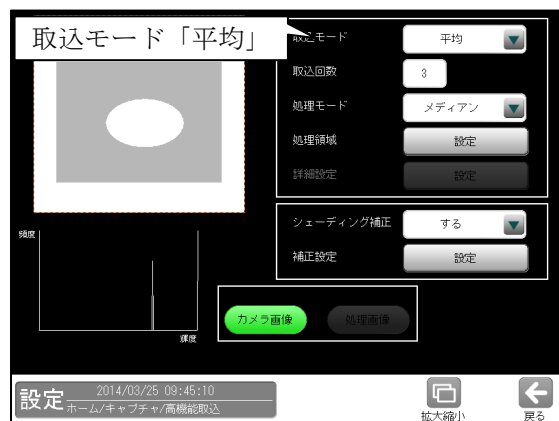 取込モード「平均」
取込モード 平均
取込回数 3
処理モード メディアン
処理領域 設定
詳細設定 設定
シェーディング補正 する
補正設定 設定
頻度
輝度
カメラ画像 処理画像
設定 2014/03/25 09:45:10
ホーム/キャプチャ/高機能取込
拡大縮小 戻る